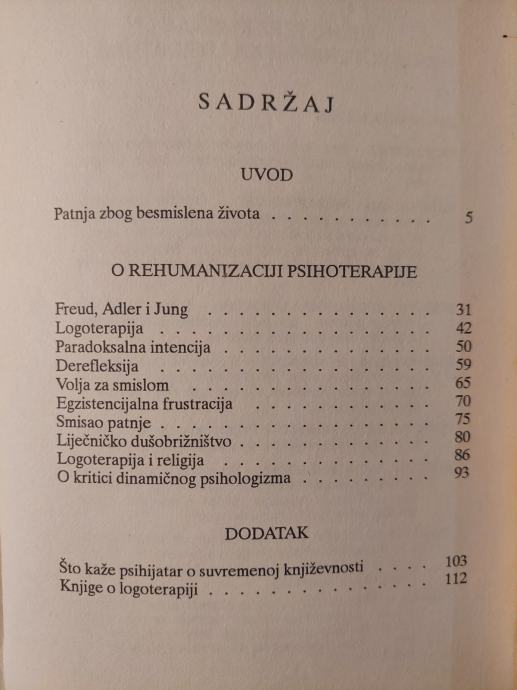 SADRŽAJ
UVOD
Patnja zbog besmislena života . . . . . . . . . . . 5
O REHUMANIZACIJI PSIHOTERAPIJE
Freud, Adler i Jung . . . . . . . . . . . . . 31
Logoterapija . . . . . . . . . . . . . . . 42
Paradoksalna intencija . . . . . . . . . . . . 50
Derefleksija . . . . . . . . . . . . . . . 59
Volja za smislom . . . . . . . . . . . . . . 65
Egzistencijalna frustracija . . . . . . . . . . . 70
Smisao patnje . . . . . . . . . . . . . . . 75
Liječničko dušobrižništvo . . . . . . . . . . . . 80
Logoterapija i religija . . . . . . . . . . . . 86
O kritici dinamičnog psihologizma . . . . . . . . . 93
DODATAK
Što kaže psihijatar o suvremenoj književnosti . . . . 103
Knjige o logoterapiji . . . . . . . . . . . . . 112